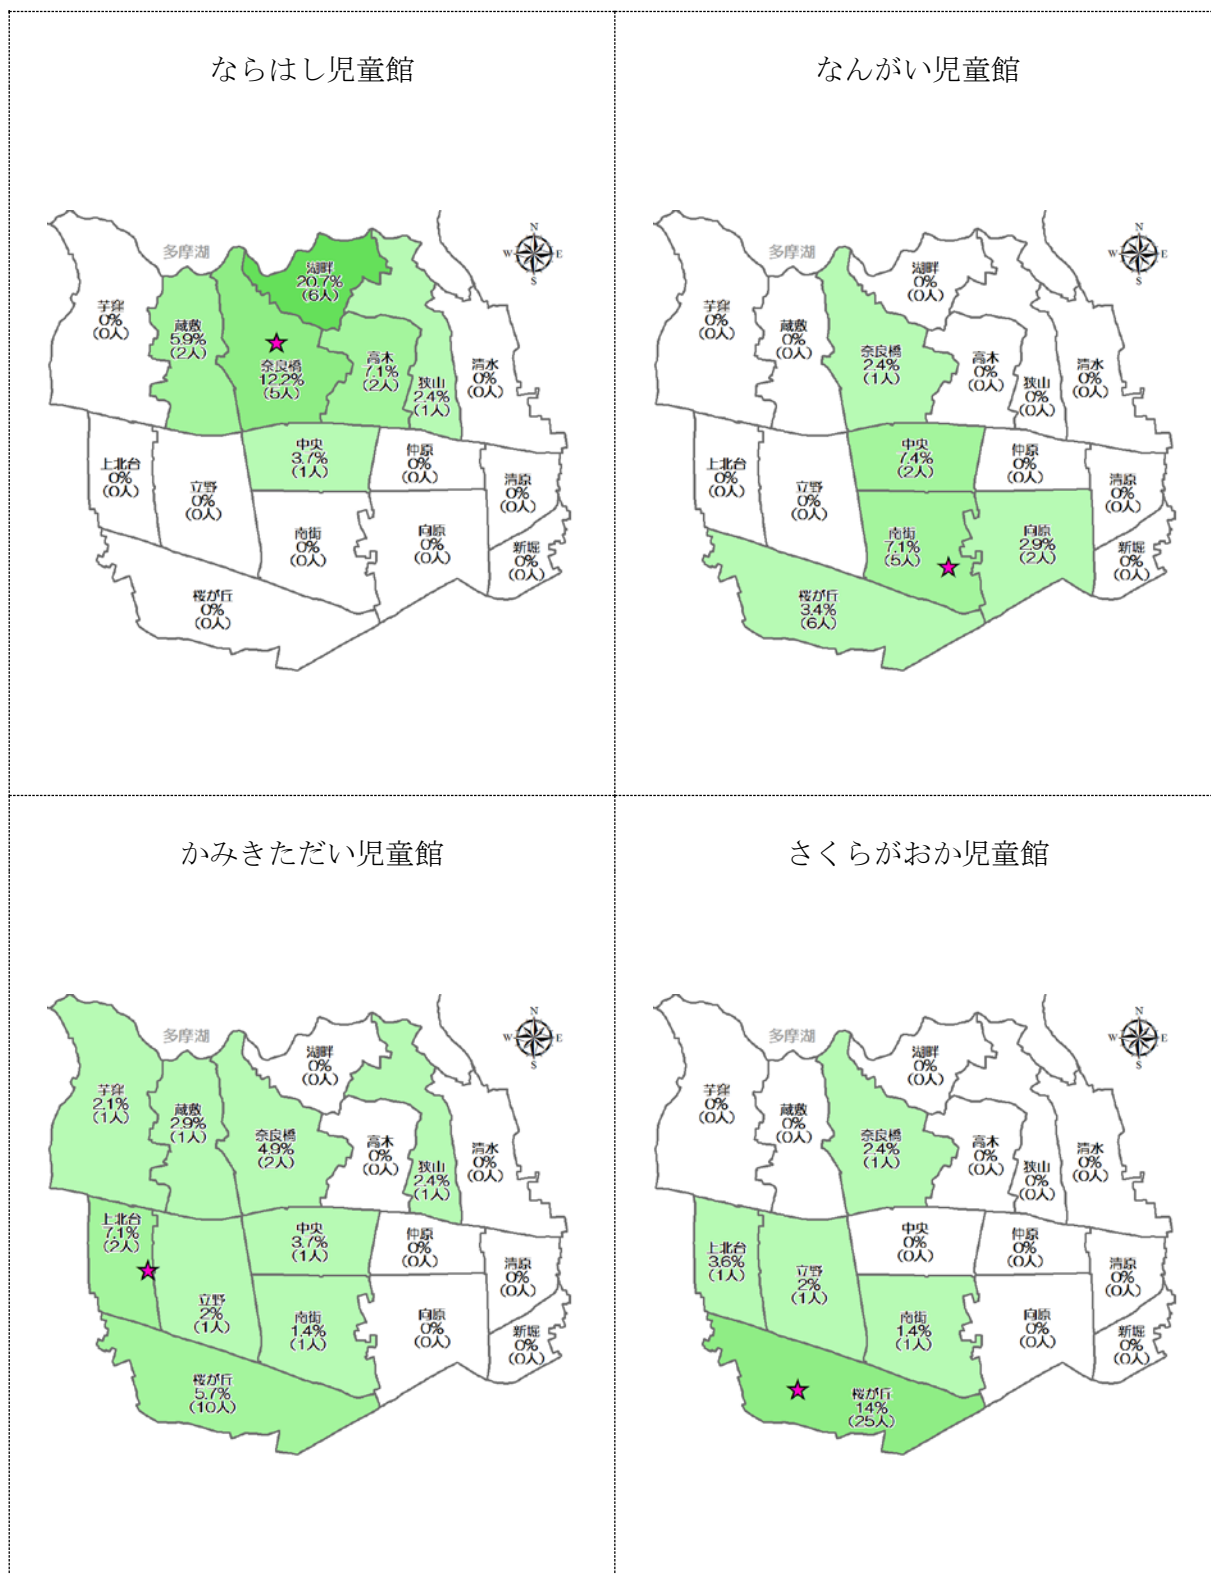 ならはし児童館
多摩湖
N
W
E
S
湖畔
20.7%
(6人)
芋窪
0%
(0人)
蔵敷
5.9%
(2人)
奈良橋
12.2%
(5人)
高木
7.1%
(2人)
狭山
2.4%
(1人)
清水
0%
(0人)
上北台
0%
(0人)
立野
0%
(0人)
中央
3.7%
(1人)
仲原
0%
(0人)
清原
0%
(0人)
南街
0%
(0人)
向原
0%
(0人)
新堀
0%
(0人)
桜が丘
0%
(0人)
なんがい児童館
多摩湖
N
W
E
S
湖畔
0%
(0人)
芋窪
0%
(0人)
蔵敷
0%
(0人)
奈良橋
2.4%
(1人)
高木
0%
(0人)
狭山
0%
(0人)
清水
0%
(0人)
上北台
0%
(0人)
立野
0%
(0人)
中央
7.4%
(2人)
仲原
0%
(0人)
清原
0%
(0人)
南街
7.1%
(5人)
向原
2.9%
(2人)
新堀
0%
(0人)
桜が丘
3.4%
(6人)
かみきただい児童館
多摩湖
N
W
E
S
湖畔
0%
(0人)
芋窪
2.1%
(1人)
蔵敷
2.9%
(1人)
奈良橋
4.9%
(2人)
高木
0%
(0人)
狭山
2.4%
(1人)
清水
0%
(0人)
上北台
7.1%
(2人)
立野
2%
(1人)
中央
3.7%
(1人)
仲原
0%
(0人)
清原
0%
(0人)
南街
1.4%
(1人)
向原
0%
(0人)
新堀
0%
(0人)
桜が丘
5.7%
(10人)
さくらがおか児童館
多摩湖
N
W
E
S
湖畔
0%
(0人)
芋窪
0%
(0人)
蔵敷
0%
(0人)
奈良橋
2.4%
(1人)
高木
0%
(0人)
狭山
0%
(0人)
清水
0%
(0人)
上北台
3.6%
(1人)
立野
2%
(1人)
中央
0%
(0人)
仲原
0%
(0人)
清原
0%
(0人)
南街
1.4%
(1人)
向原
0%
(0人)
新堀
0%
(0人)
桜が丘
14%
(25人)